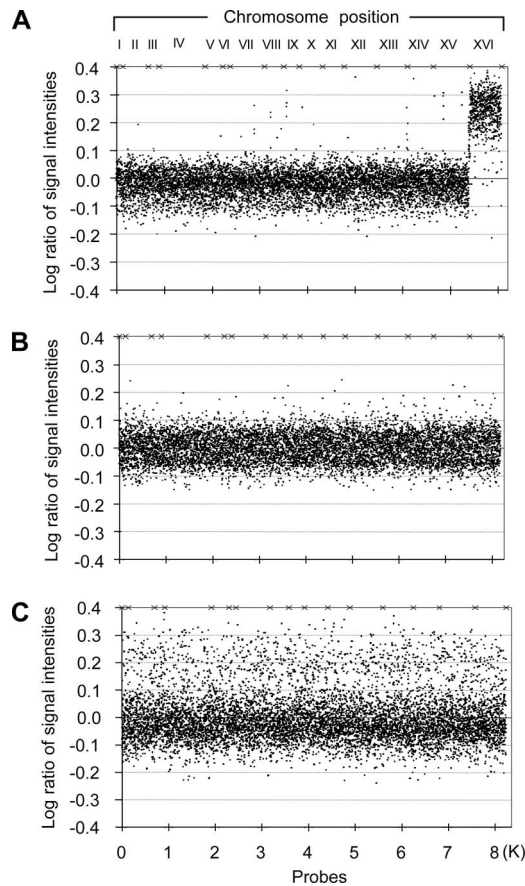 A
Chromosome position
I II III IV V VI VII VIII IX X XI XII XIII XIV XV XVI
Log ratio of signal intensities
0.4
0.3
0.2
0.1
0.0
-0.1
-0.2
-0.3
-0.4
B
Log ratio of signal intensities
0.4
0.3
0.2
0.1
0.0
-0.1
-0.2
-0.3
-0.4
C
Log ratio of signal intensities
0.4
0.3
0.2
0.1
0.0
-0.1
-0.2
-0.3
-0.4
0 1 2 3 4 5 6 7 8 (K)
Probes